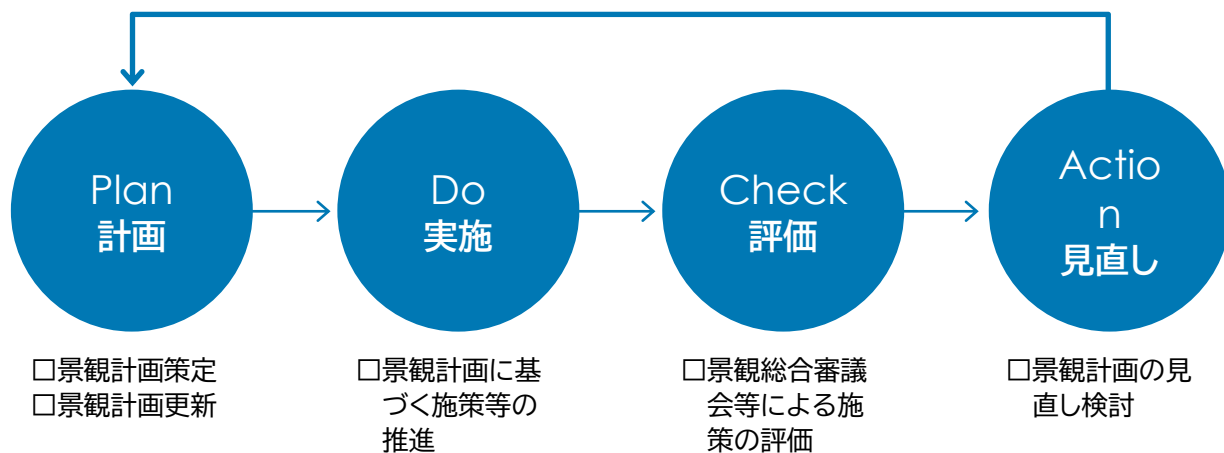 Plan
計画
Do
実施
Check
評価
Actio
n
見直し
□景観計画策定
□景観計画更新
□景観計画に基
づく施策等の
推進
□景観総合審議
会等による施
策の評価
□景観計画の見
直し検討